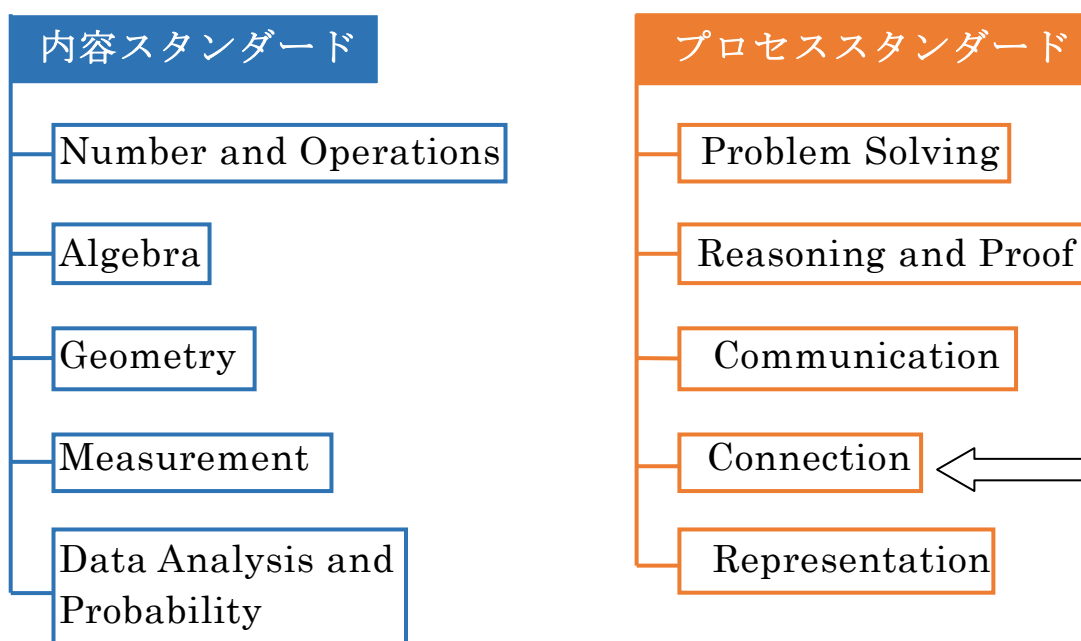 内容スタンダード
Number and Operations
Algebra
Geometry
Measurement
Data Analysis and
Probability
プロセススタンダード
Problem Solving
Reasoning and Proof
Communication
Connection
Representation